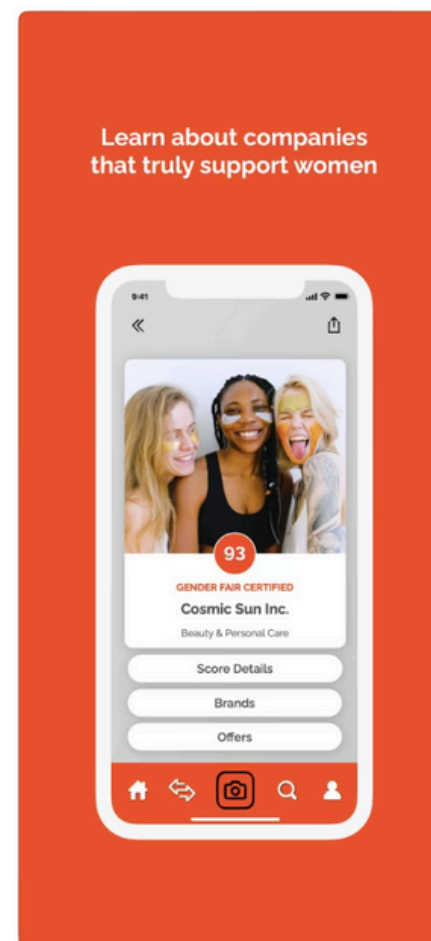 Learn about companies
that truly support women
9:41
93
GENDER FAIR CERTIFIED
Cosmic Sun Inc.
Beauty & Personal Care
Score Details
Brands
Offers